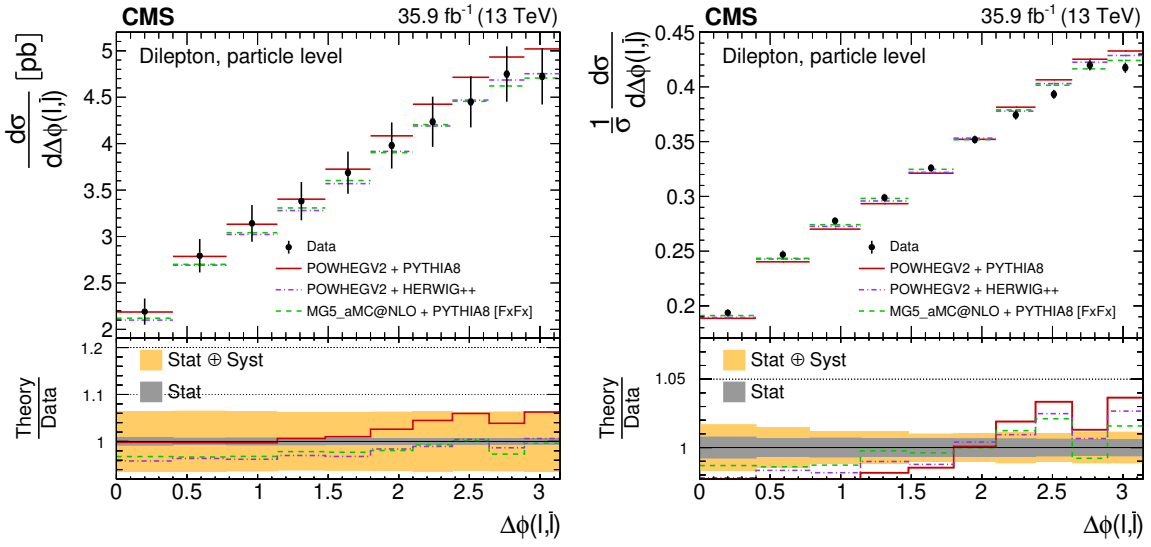 CMS 35.9 fb⁻¹ (13 TeV)
dσ/dΔφ(l,l̄) [pb]
Dilepton, particle level
5
4.5
4
3.5
3
2.5
2
Data
POWHEGV2 + PYTHIA8
POWHEGV2 + HERWIG++
MG5_aMC@NLO + PYTHIA8 [FxFx]
Theory/Data
1.2
1.1
1
Stat ⊕ Syst
Stat
0 0.5 1 1.5 2 2.5 3
Δφ(l,l̄)
CMS 35.9 fb⁻¹ (13 TeV)
1/σ dσ/dΔφ(l,l̄)
Dilepton, particle level
0.45
0.4
0.35
0.3
0.25
0.2
Data
POWHEGV2 + PYTHIA8
POWHEGV2 + HERWIG++
MG5_aMC@NLO + PYTHIA8 [FxFx]
Theory/Data
1.05
1
Stat ⊕ Syst
Stat
0 0.5 1 1.5 2 2.5 3
Δφ(l,l̄)